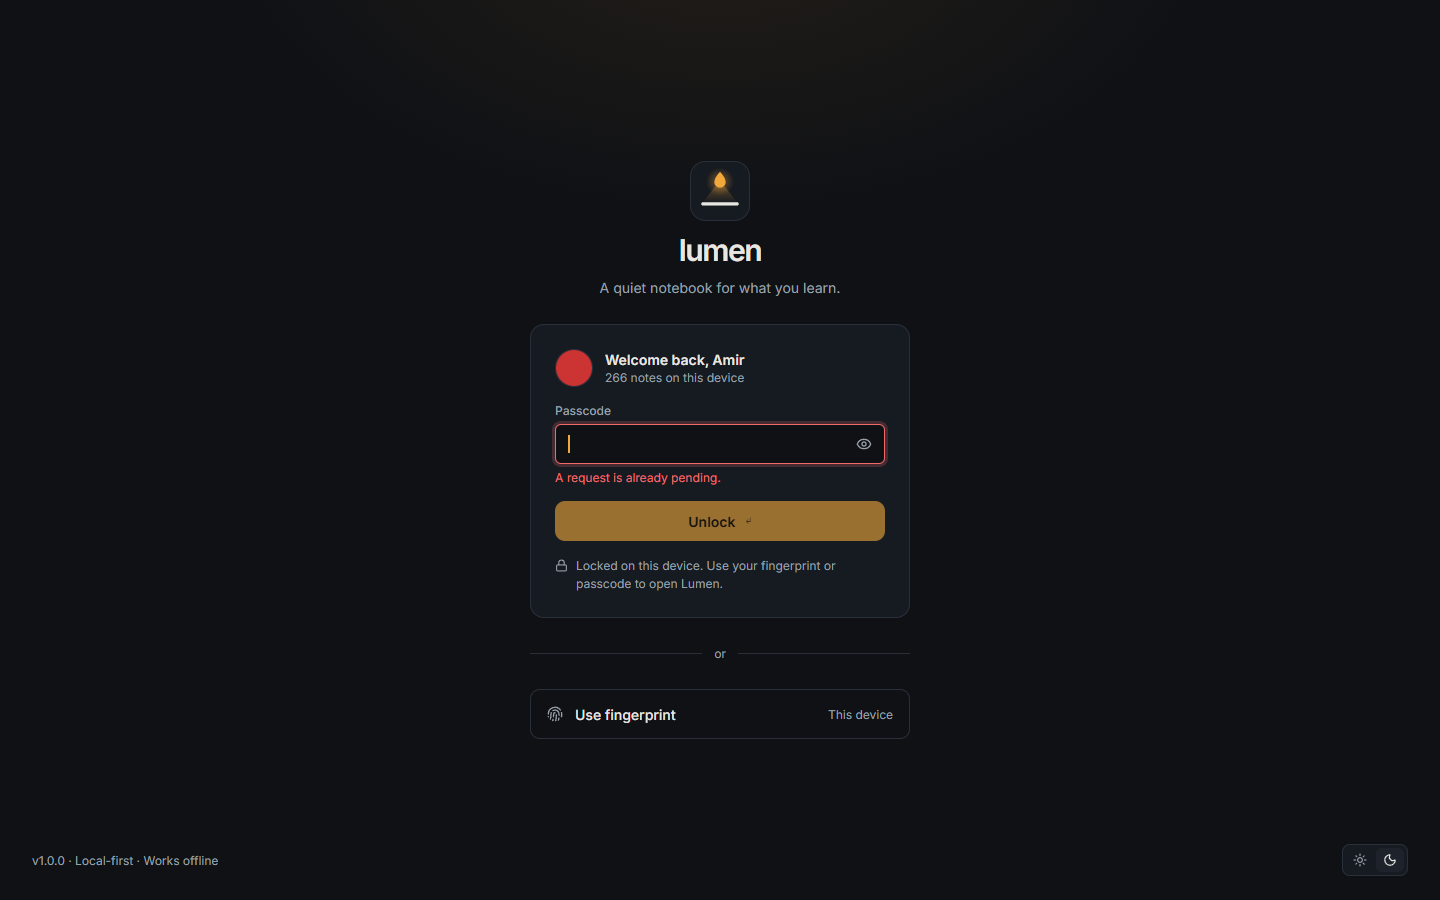 lumen
A quiet notebook for what you learn.
Welcome back, Amir
266 notes on this device
Passcode
A request is already pending.
Unlock
Locked on this device. Use your fingerprint or
passcode to open Lumen.
or
Use fingerprint
This device
v1.0.0 · Local-first · Works offline